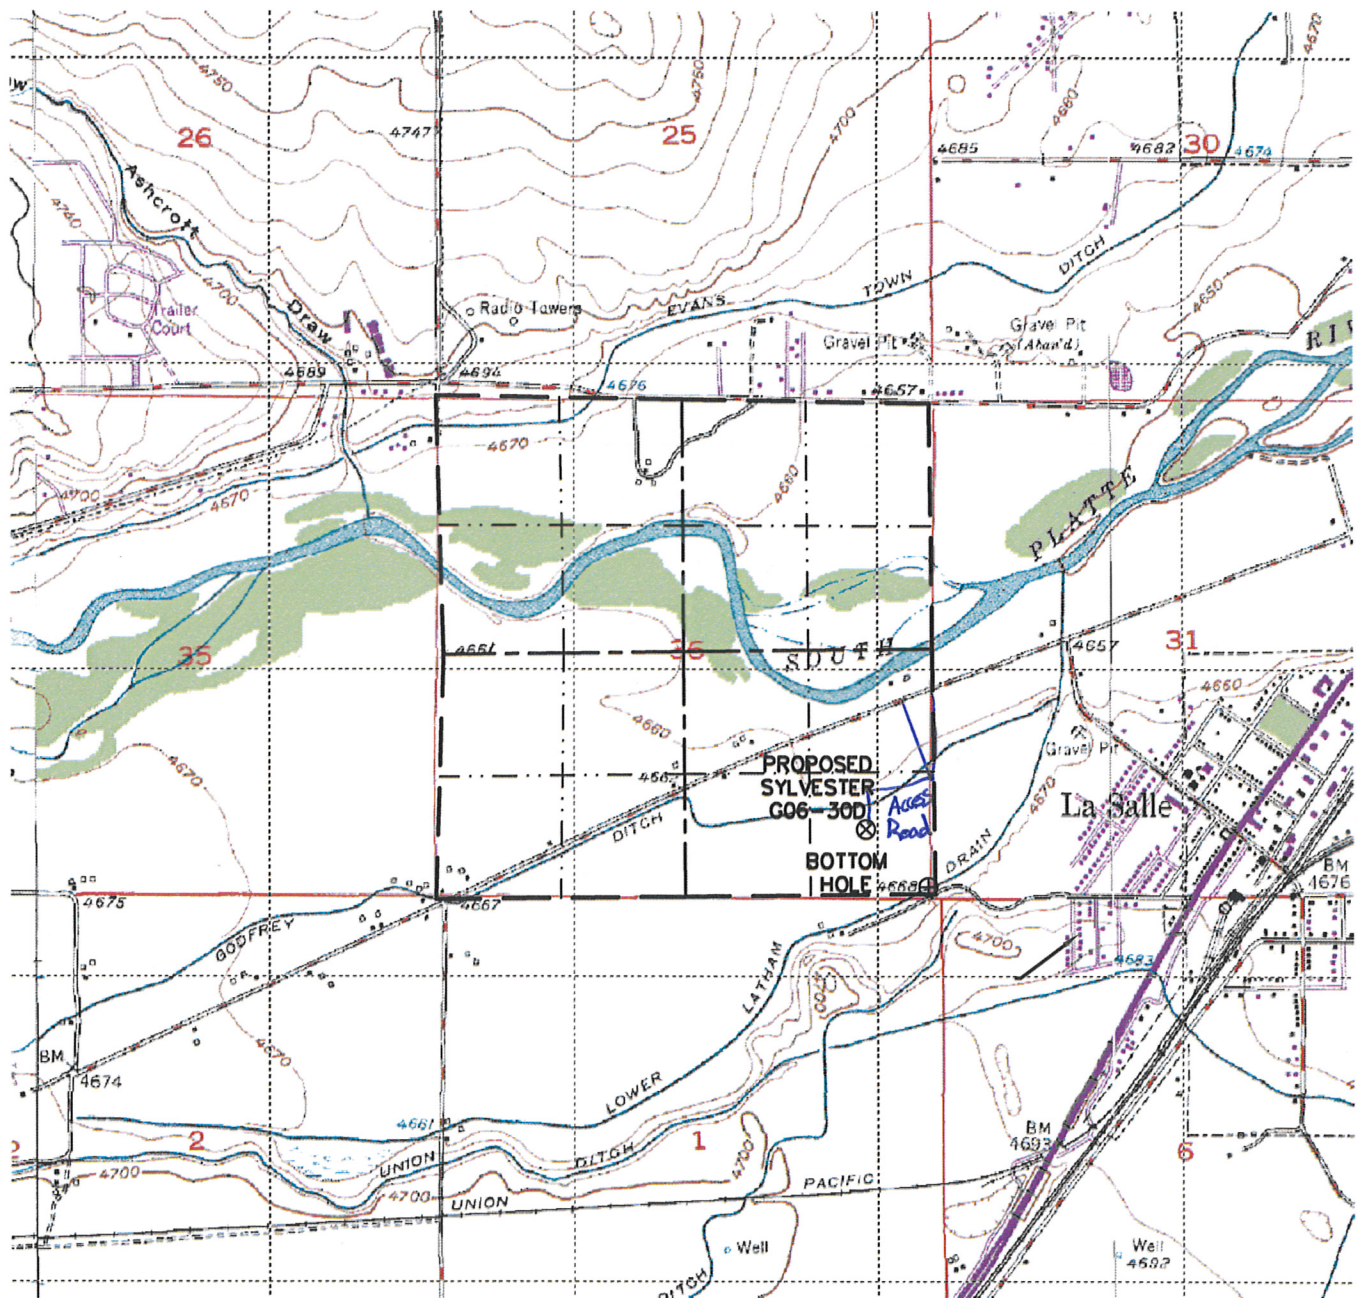 4670
4750
4750
26
4747
25
4700
4680
4685
4682
30
4674
Ashcroft
4740
4700
Draw
Trailer
Court
Radio Towers
EVANS
TOWN
DITCH
4650
Gravel Pit
Gravel Pit
(Aban'd)
4689
4694
4676
4657
4670
4700
4670
4660
PLATTE
35
4661
36
SOUTH
4657
31
4660
4660
4670
Gravel Pit
PROPOSED
SYLVESTER
G06-30D
Access
Road
La Salle
4670
DITCH
BOTTOM
HOLE
4668
DRAIN
BM
4676
4675
4667
GODFREY
4700
4683
LATHAM
4700
4670
BM
4674
LOWER
4661
2
UNION
DITCH
1
4700
BM
4693
6
4700
4700
UNION
PACIFIC
Well
Well
4692
DITCH